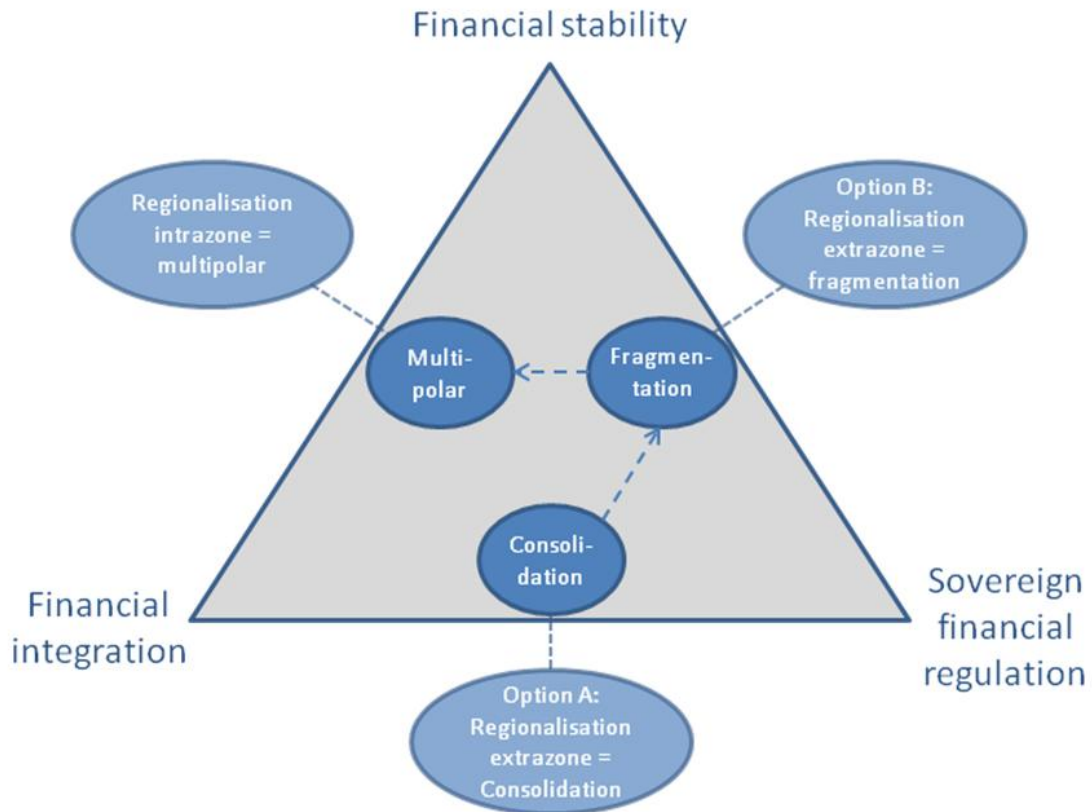 Financial stability
Regionalisation
intrazone =
multipolar
Option B:
Regionalisation
extrazone =
fragmentation
Multi-
polar
Fragmen-
tation
Consoli-
dation
Financial
integration
Sovereign
financial
regulation
Option A:
Regionalisation
extrazone =
Consolidation